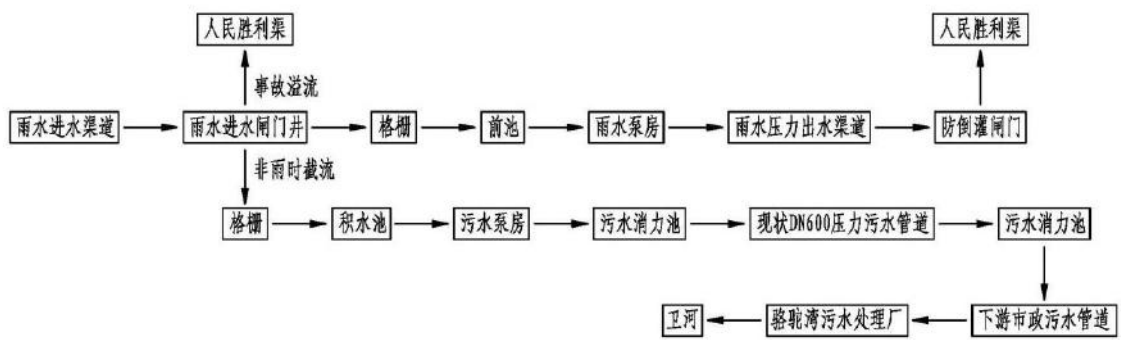 人民胜利渠
人民胜利渠
事故溢流
雨水进水渠道
雨水进水闸门井
格栅
前池
雨水泵房
雨水压力出水渠道
防倒灌闸门
非雨时截流
格栅
积水池
污水泵房
污水消力池
现状DN600压力污水管道
污水消力池
卫河
骆驼湾污水处理厂
下游市政污水管道